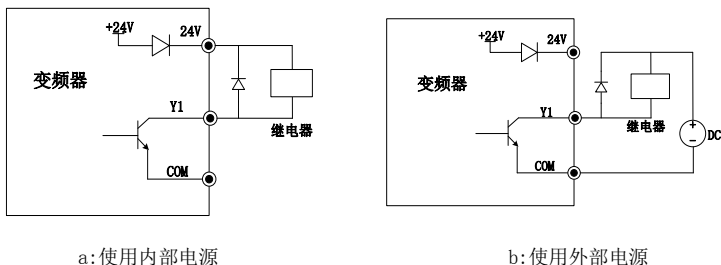 +24V
24V
变频器
Y1
继电器
COM
a:使用内部电源
+24V
24V
变频器
Y1
继电器
+
−
DC
COM
b:使用外部电源